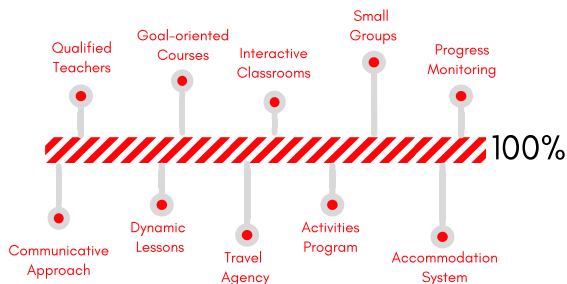 Qualified
Teachers
Goal-oriented
Courses
Interactive
Classrooms
Small
Groups
Progress
Monitoring
100%
Communicative
Approach
Dynamic
Lessons
Travel
Agency
Activities
Program
Accommodation
System